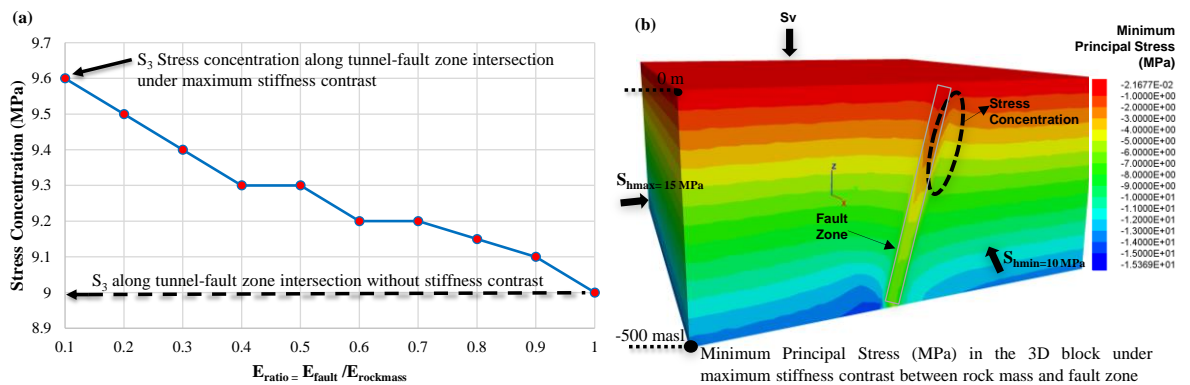 (a)
9.7
9.6
9.5
9.4
9.3
9.2
9.1
9
8.9
Stress Concentration (MPa)
S3 Stress concentration along tunnel-fault zone intersection
under maximum stiffness contrast
S3 along tunnel-fault zone intersection without stiffness contrast
0.1 0.2 0.3 0.4 0.5 0.6 0.7 0.8 0.9 1
Eratio = Efault /Erockmass
(b)
Sv
0 m
Stress
Concentration
Shmax= 15 MPa
z
x
Fault
Zone
Shmin=10 MPa
-500 masl
Minimum
Principal Stress
(MPa)
-2.1677E-02
-1.0000E+00
-2.0000E+00
-3.0000E+00
-4.0000E+00
-5.0000E+00
-6.0000E+00
-7.0000E+00
-8.0000E+00
-9.0000E+00
-1.0000E+01
-1.1000E+01
-1.2000E+01
-1.3000E+01
-1.4000E+01
-1.5000E+01
-1.5369E+01
Minimum Principal Stress (MPa) in the 3D block under
maximum stiffness contrast between rock mass and fault zone